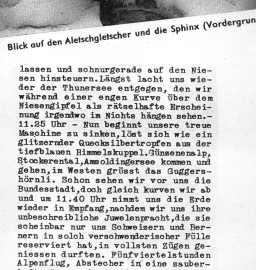 Blick auf den Aletschgletscher und die Sphinx (Vordergrun
lassen und schnurgerade auf den Nie-
sen hinsteuern.Längst lacht uns wie-
der der Thunersee entgegen, den wir
während einer engen Kurve über dem
Niesengipfel als rätselhafte Erschei-
nung irgendwo im Nichts hängen sehen.-
11.25 Uhr - Nun beginnt unsere treue
Maschine zu sinken,löst sich wie ein
glitzernder Quecksilbertropfen aus der
tiefblauen Himmelskuppel.Günsenenalp,
Stockental,Amsoldingersee kommen und
gehen,im Westen grüsst das Guggers-
hörnli. Schon sehen wir vor uns die
Bundesstadt,doch gleich kurven wir ab
und um 11.40 Uhr nimmt uns die Erde
wieder in Empfang,nachdem wir uns ihre
unbeschreibliche Juwelenpracht,die sie
scheinbar nur uns Schweizern und Ber-
nern in solch verschwenderischer Fülle
reserviert hat,in vollsten Zügen ge-
niessen durften. Fünfviertelstunden
Alpenflug, Abstecher in eine sauber-